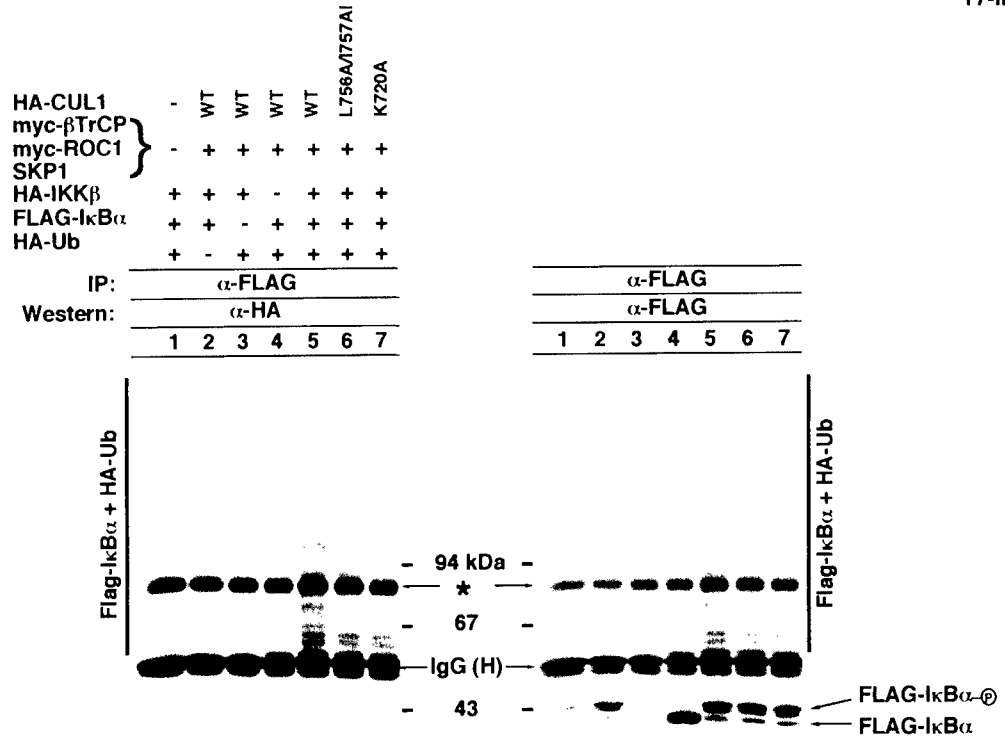 L756A/I757A
K720A
HA-CUL1 - WT WT WT WT
myc-βTrCP
myc-ROC1 - + + + + + +
SKP1
HA-IKKβ + + + - + + +
FLAG-IκBα + + - + + + +
HA-Ub + - + + + + +
IP: α-FLAG α-FLAG
Western: α-HA α-FLAG
1 2 3 4 5 6 7 1 2 3 4 5 6 7
Flag-IκBα + HA-Ub
Flag-IκBα + HA-Ub
- 94 kDa -
*
- 67 -
IgG (H)
- 43 -
FLAG-IκBα-Ⓟ
FLAG-IκBα